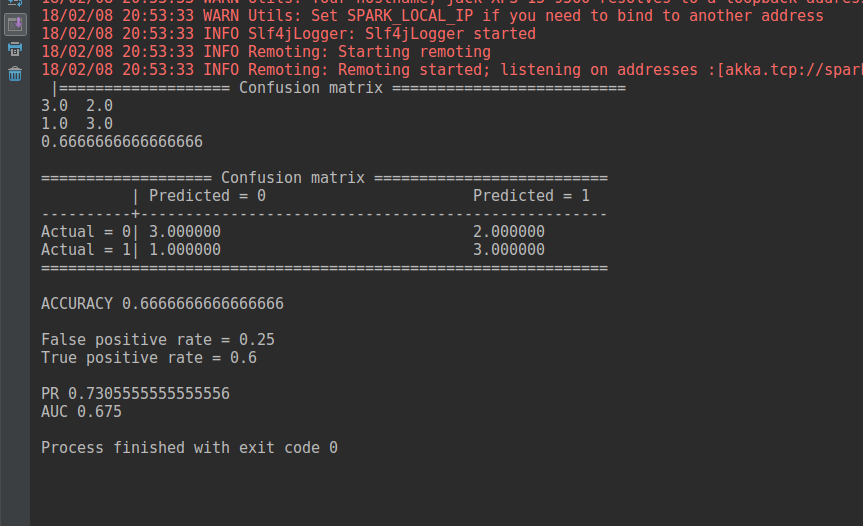 18/02/08 20:53:33 WARN Utils: Your hostname, jack-XPS-13-9360 resolves to a loopback addres
18/02/08 20:53:33 WARN Utils: Set SPARK_LOCAL_IP if you need to bind to another address
18/02/08 20:53:33 INFO Slf4jLogger: Slf4jLogger started
18/02/08 20:53:33 INFO Remoting: Starting remoting
18/02/08 20:53:33 INFO Remoting: Remoting started; listening on addresses :[akka.tcp://spark
|=================== Confusion matrix ==========================
3.0  2.0
1.0  3.0
0.6666666666666666
=================== Confusion matrix ==========================
| Predicted = 0                       Predicted = 1
----------+----------------------------------------------------
Actual = 0| 3.000000                            2.000000
Actual = 1| 1.000000                            3.000000
===============================================================
ACCURACY 0.6666666666666666
False positive rate = 0.25
True positive rate = 0.6
PR 0.7305555555555556
AUC 0.675
Process finished with exit code 0